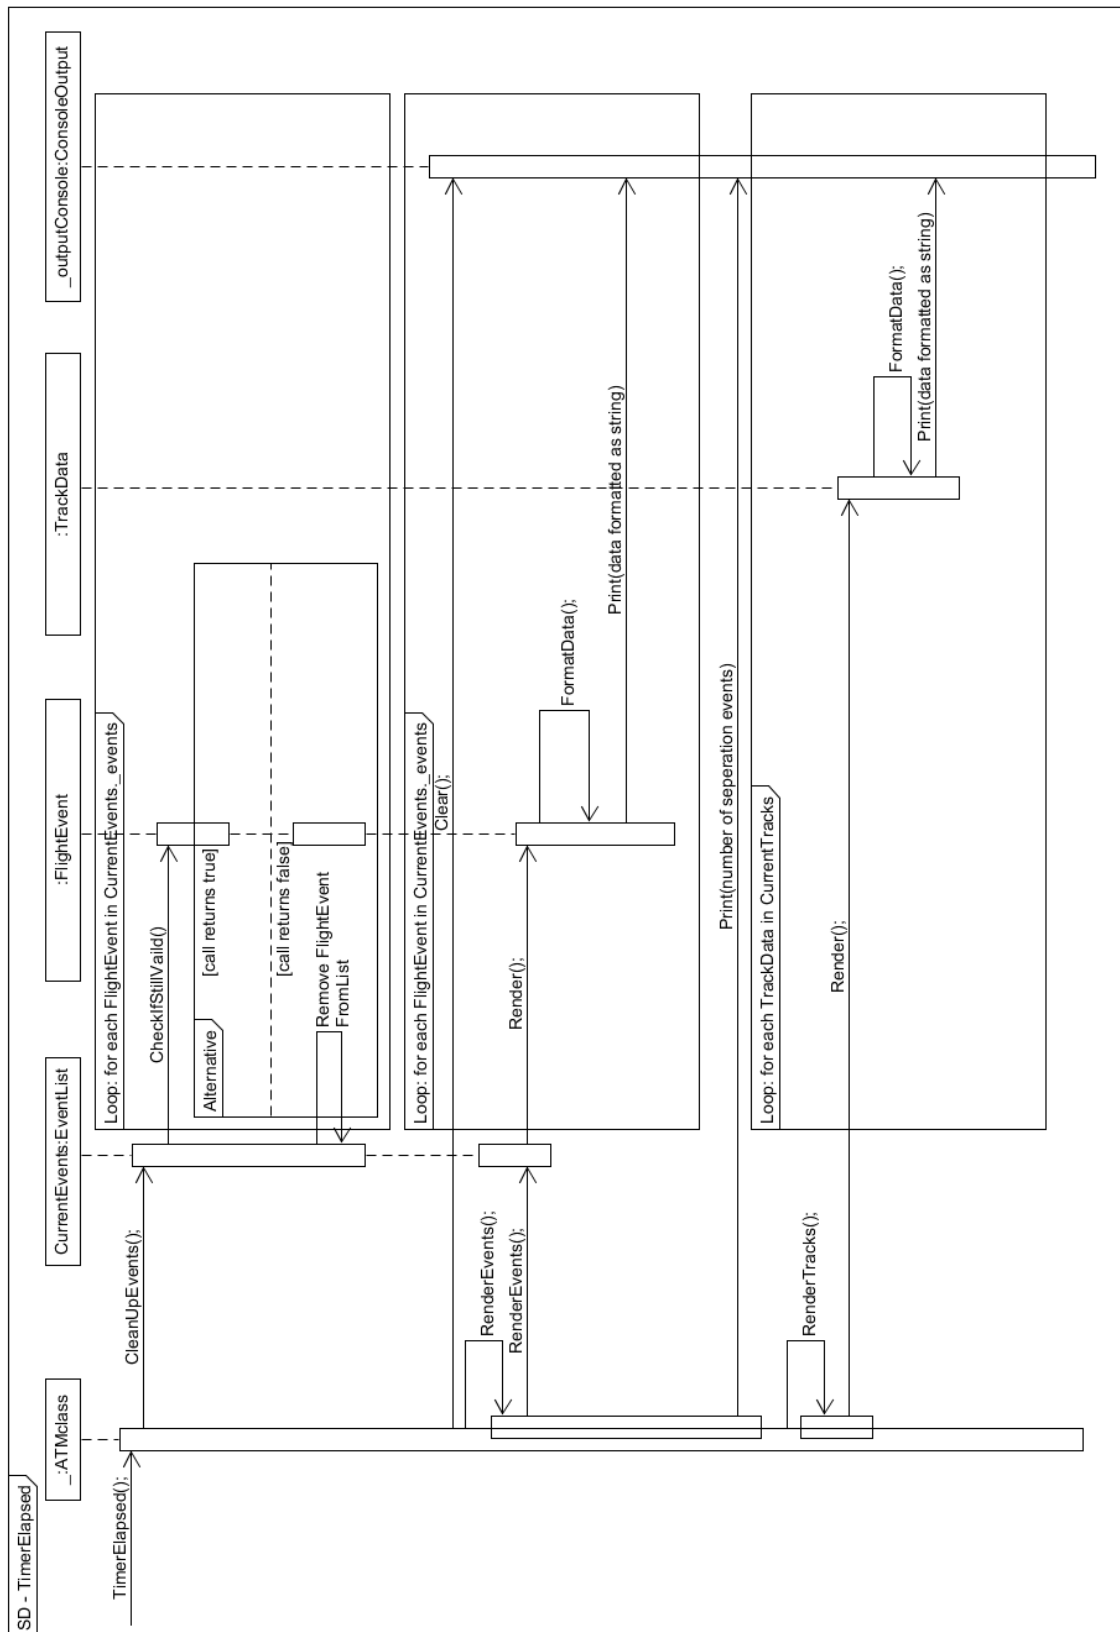 SD - TimerElapsed
_:ATMclass
CurrentEvents:EventList
:FlightEvent
:TrackData
_outputConsole:ConsoleOutput
TimerElapsed();
CleanUpEvents();
Loop: for each FlightEvent in CurrentEvents._events
CheckIfStillVaild()
Alternative
[call returns true]
[call returns false]
Remove FlightEvent
FromList
Loop: for each FlightEvent in CurrentEvents._events
Clear();
RenderEvents();
RenderEvents();
Render();
FormatData();
Print(data formatted as string)
Print(number of seperation events)
Loop: for each TrackData in CurrentTracks
RenderTracks();
Render();
FormatData();
Print(data formatted as string)